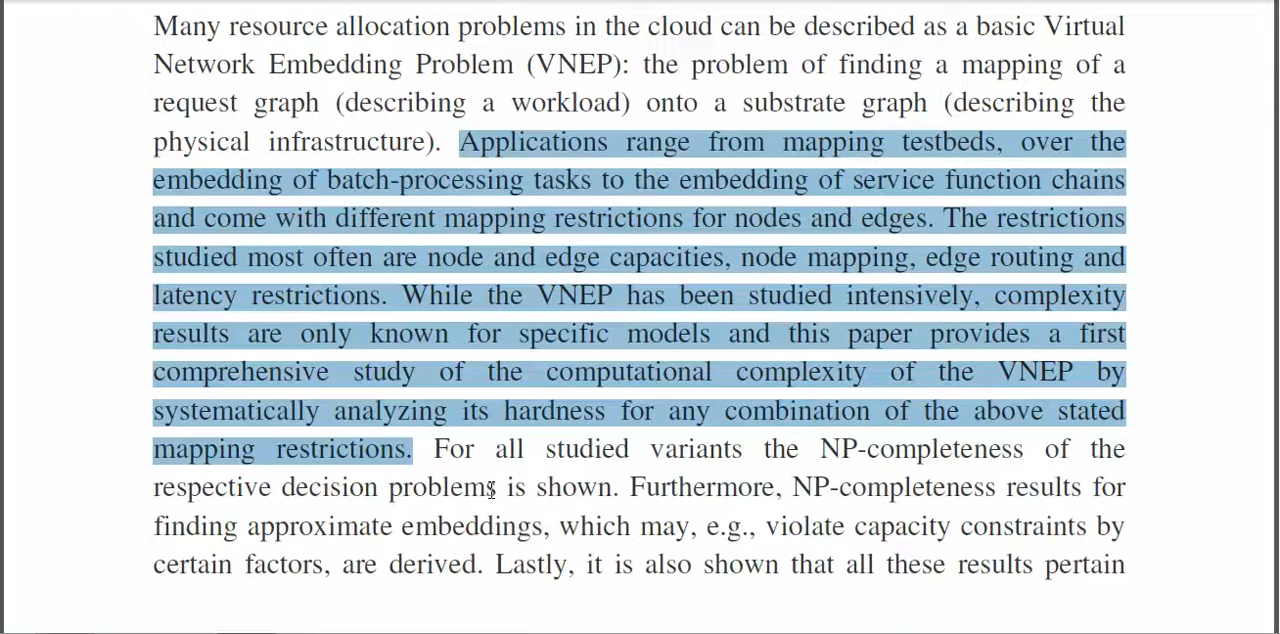 Many resource allocation problems in the cloud can be described as a basic Virtual
Network Embedding Problem (VNEP): the problem of finding a mapping of a
request graph (describing a workload) onto a substrate graph (describing the
physical infrastructure). Applications range from mapping testbeds, over the
embedding of batch-processing tasks to the embedding of service function chains
and come with different mapping restrictions for nodes and edges. The restrictions
studied most often are node and edge capacities, node mapping, edge routing and
latency restrictions. While the VNEP has been studied intensively, complexity
results are only known for specific models and this paper provides a first
comprehensive study of the computational complexity of the VNEP by
systematically analyzing its hardness for any combination of the above stated
mapping restrictions. For all studied variants the NP-completeness of the
respective decision problems is shown. Furthermore, NP-completeness results for
finding approximate embeddings, which may, e.g., violate capacity constraints by
certain factors, are derived. Lastly, it is also shown that all these results pertain